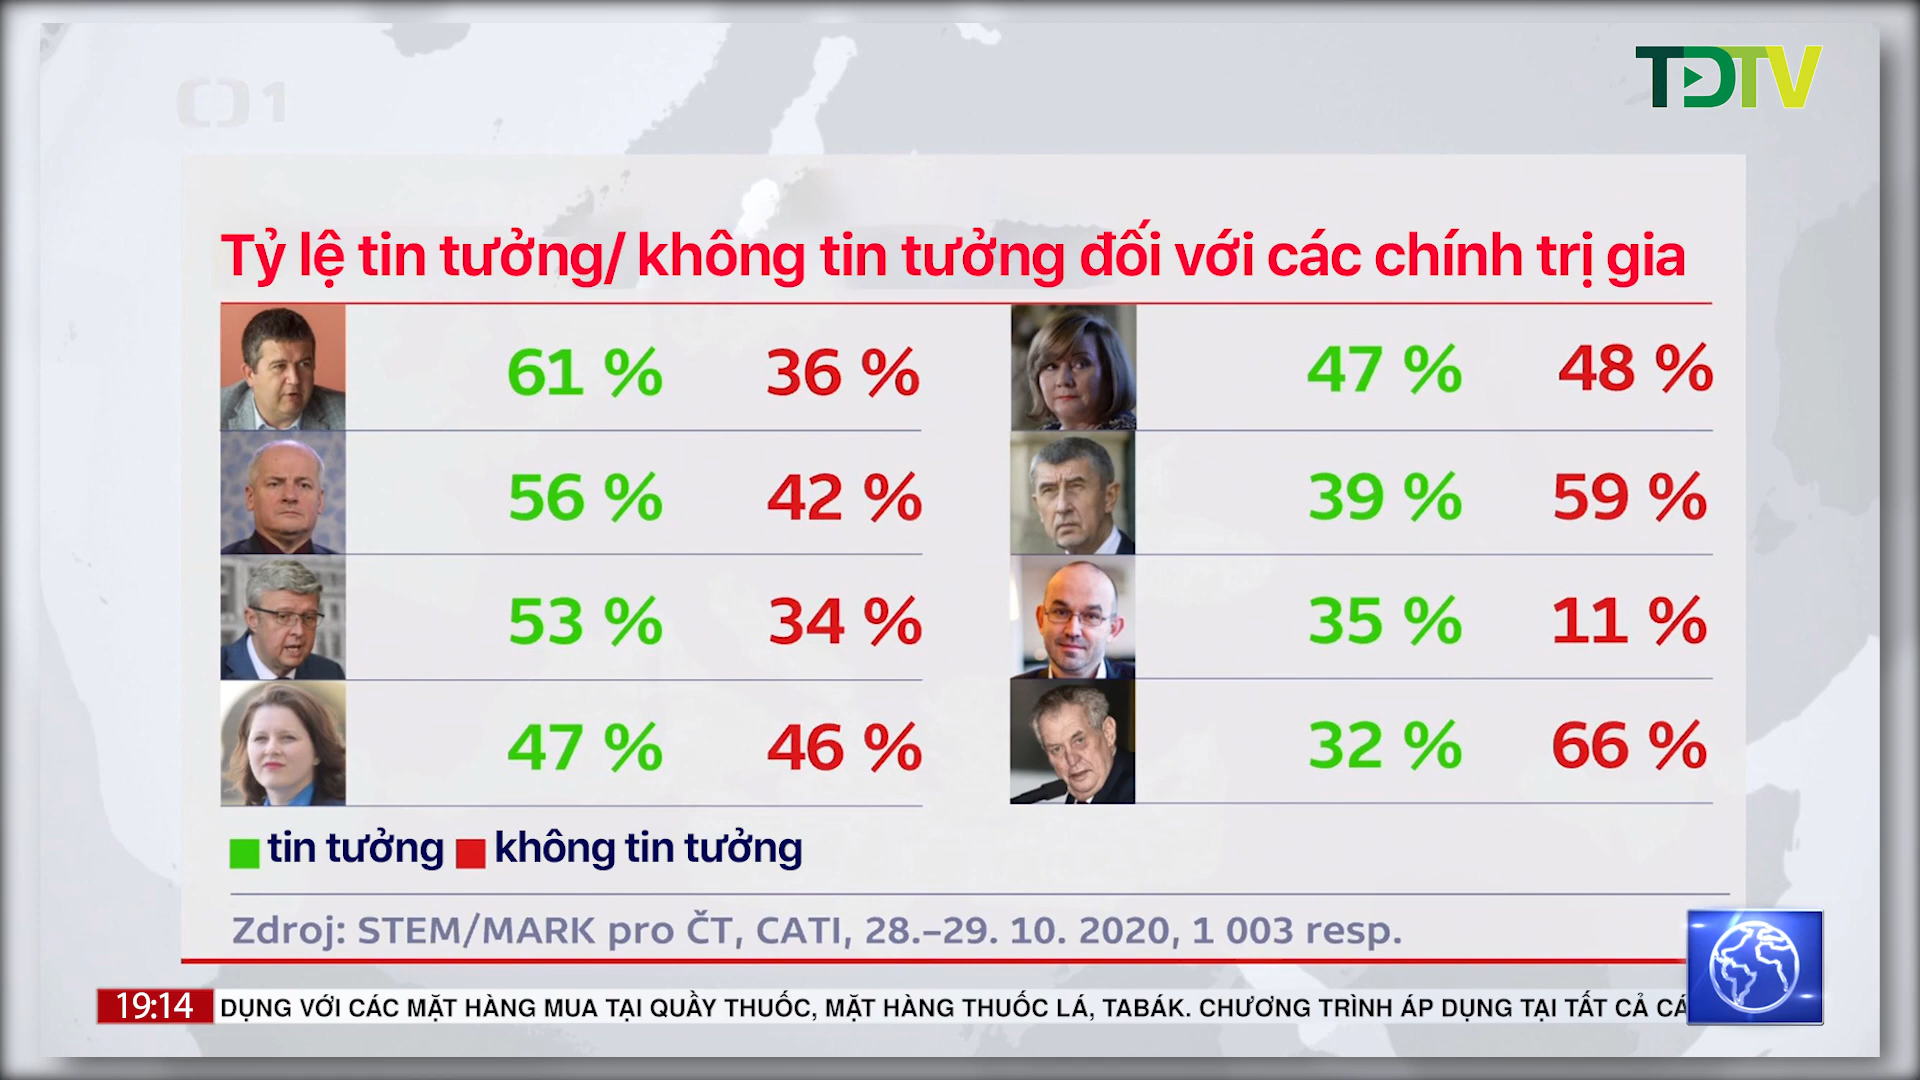 1
TDTV
Tỷ lệ tin tưởng/ không tin tưởng đối với các chính trị gia
61 % 36 % 47 % 48 %
56 % 42 % 39 % 59 %
53 % 34 % 35 % 11 %
47 % 46 % 32 % 66 %
tin tưởng không tin tưởng
Zdroj: STEM/MARK pro ČT, CATI, 28.–29. 10. 2020, 1 003 resp.
19:14 DỤNG VỚI CÁC MẶT HÀNG MUA TẠI QUẦY THUỐC, MẶT HÀNG THUỐC LÁ, TABÁK. CHƯƠNG TRÌNH ÁP DỤNG TẠI TẤT CẢ CÁ